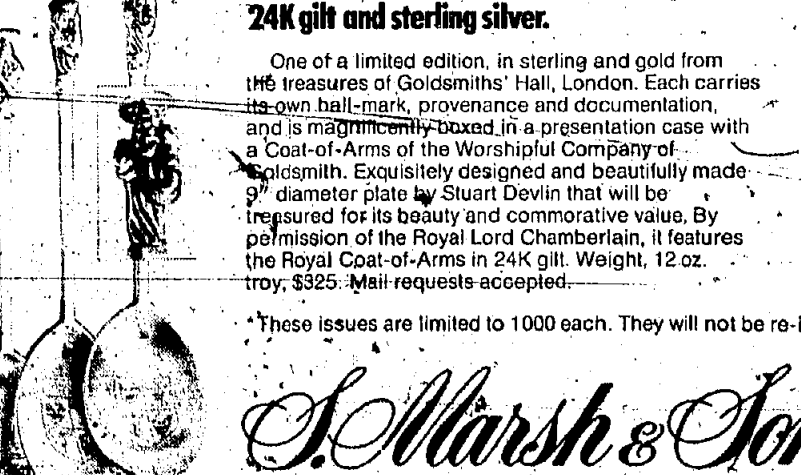 24K gilt and sterling silver.
One of a limited edition, in sterling and gold from
the treasures of Goldsmiths' Hall, London. Each carries
its own hall-mark, provenance and documentation,
and is magnificently boxed in a presentation case with
a Coat-of-Arms of the Worshipful Company of
Goldsmith. Exquisitely designed and beautifully made
9" diameter plate by Stuart Devlin that will be
treasured for its beauty and commorative value, By
permission of the Royal Lord Chamberlain, it features
the Royal Coat-of-Arms in 24K gilt. Weight, 12 oz.
troy, $325. Mail requests accepted.
*These issues are limited to 1000 each. They will not be re-
S. Marsh & Son